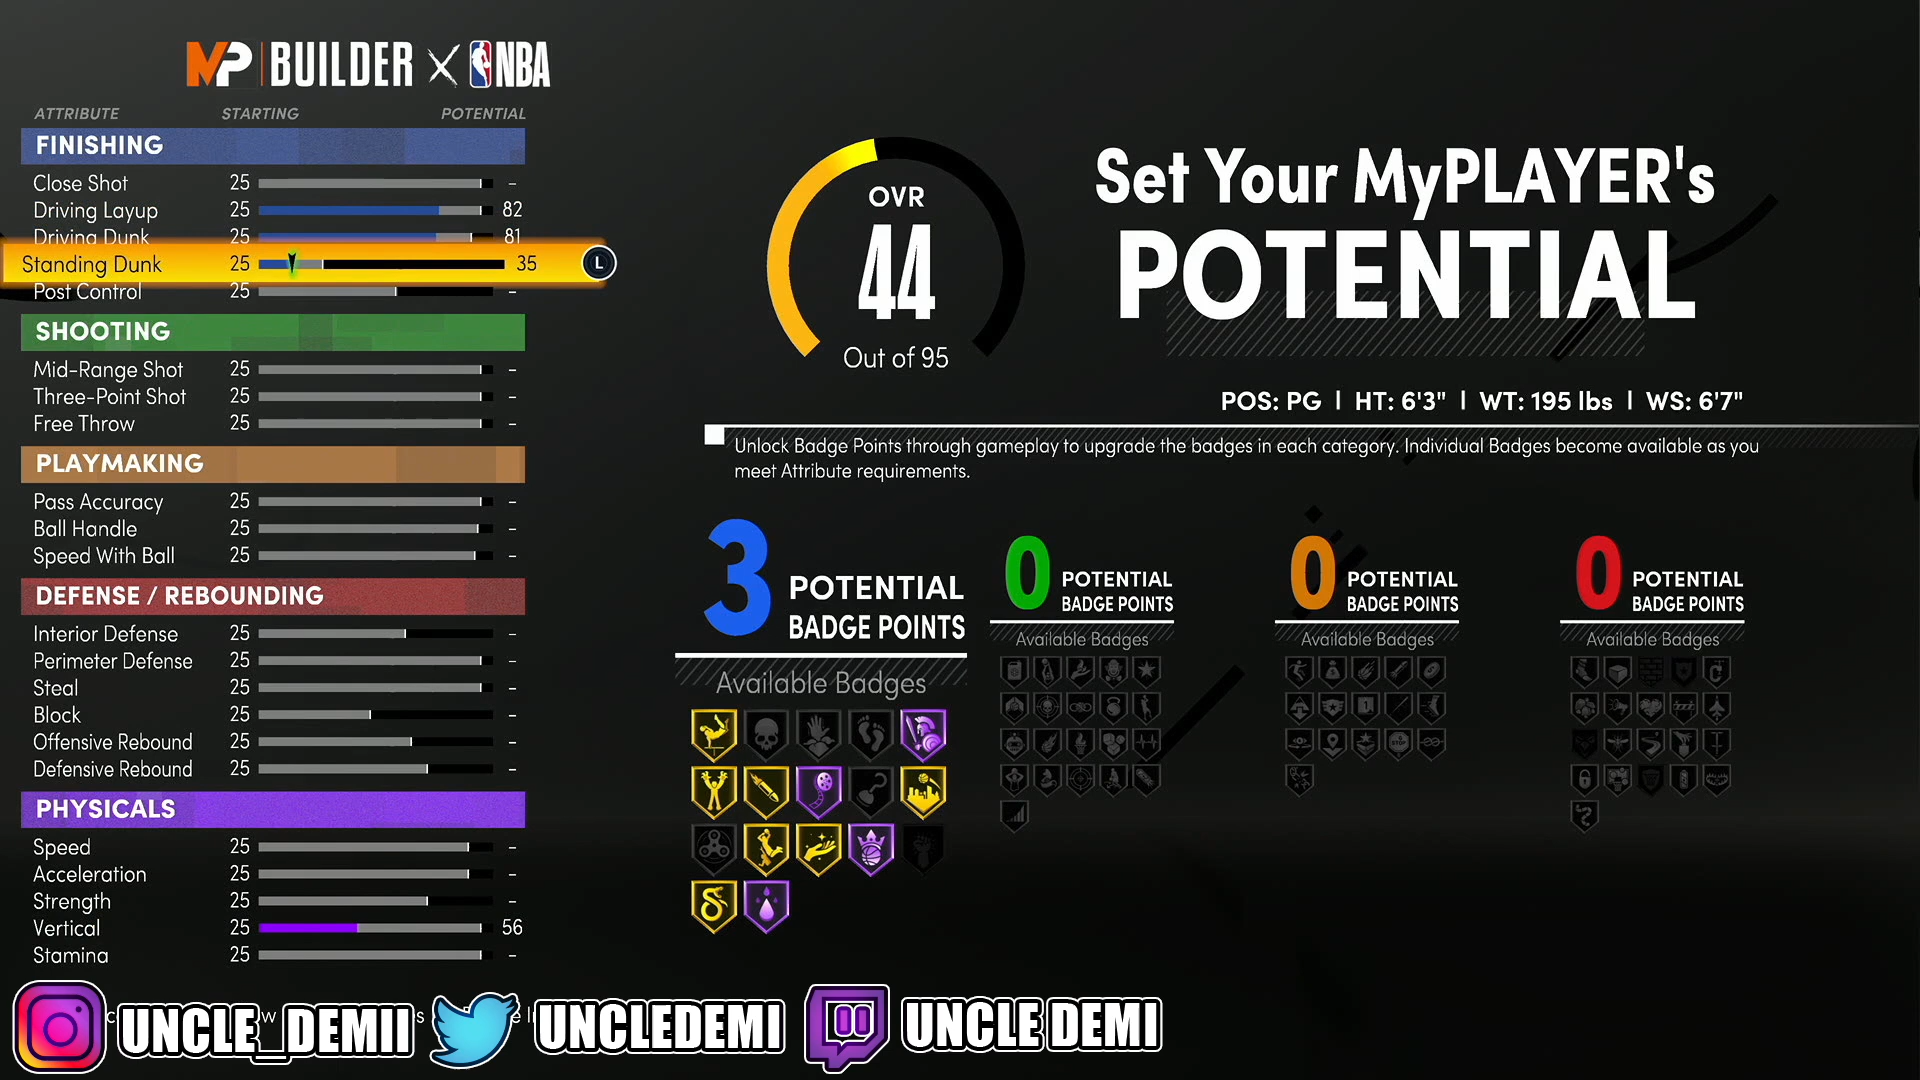 MP | BUILDER X NBA
ATTRIBUTE STARTING POTENTIAL
FINISHING
Close Shot 25 -
Driving Layup 25 82
Driving Dunk 25 81
Standing Dunk 25 35 L
Post Control 25 -
SHOOTING
Mid-Range Shot 25 -
Three-Point Shot 25 -
Free Throw 25 -
PLAYMAKING
Pass Accuracy 25 -
Ball Handle 25 -
Speed With Ball 25 -
DEFENSE / REBOUNDING
Interior Defense 25 -
Perimeter Defense 25 -
Steal 25 -
Block 25 -
Offensive Rebound 25 -
Defensive Rebound 25 -
PHYSICALS
Speed 25 -
Acceleration 25 -
Strength 25 -
Vertical 25 56
Stamina 25 -
OVR
44
Out of 95
Set Your MyPLAYER's
POTENTIAL
POS: PG | HT: 6'3" | WT: 195 lbs | WS: 6'7"
Unlock Badge Points through gameplay to upgrade the badges in each category. Individual Badges become available as you
meet Attribute requirements.
3 POTENTIAL
BADGE POINTS
Available Badges
0 POTENTIAL
BADGE POINTS
Available Badges
0 POTENTIAL
BADGE POINTS
Available Badges
0 POTENTIAL
BADGE POINTS
Available Badges
UNCLE_DEMII UNCLEDEMI UNCLE DEMI